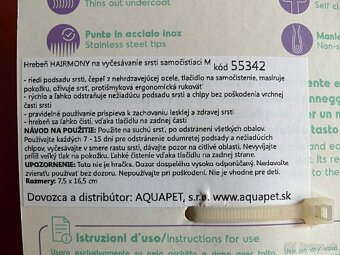 Thins out undercoat
Punte in acciaio inox
Stainless steel tips
Non-
Hrebeň HAIRMONY na vyčesávanie srsti samočistiaci M kód 55342
- riedi podsadu srsti, čepeľ z nehrdzavejúcej ocele, tlačidlo na samočistenie, masíruje
pokožku, oživuje srsť, protišmyková ergonomická rukoväť
- rýchlo a ľahko odstraňuje nežiadúcu podsadu srsti a chlpy bez poškodenia vrchnej
časti srsti
- pravidelné používanie prispieva k zachovaniu lesklej a zdravej srsti
- hrebeň sa ľahko čistí, vďaka tlačidlu na zadnej časti
NÁVOD NA POUŽITIE: Použite na suchú srsť, po odstránení všetkých obalov.
Používajte každých 7 - 15 dní pre odstránenie odumretej podsady a nežiadúcich
chlpov, vyčesávajte v smere rastu srsti, dávajte pozor na citlivé oblasti. Nevyvíjajte
príliš veľký tlak na pokožku. Ľahké čistenie vďaka tlačidlu na zadnej strane.
UPOZORNENIE: Toto nie je hračka. Dozor dospelého vysoko odporúčaný. Nedovoľte
zvieraťu používať bez dozoru. Nepoužívajte pri poškodení. Nie sú vhodné pre deti.
Rozmery: 7,5 x 16,5 cm
Dovozca a distribútor: AQUAPET, s.r.o. www.aquapet.sk
Istruzioni d'uso/instructions for use